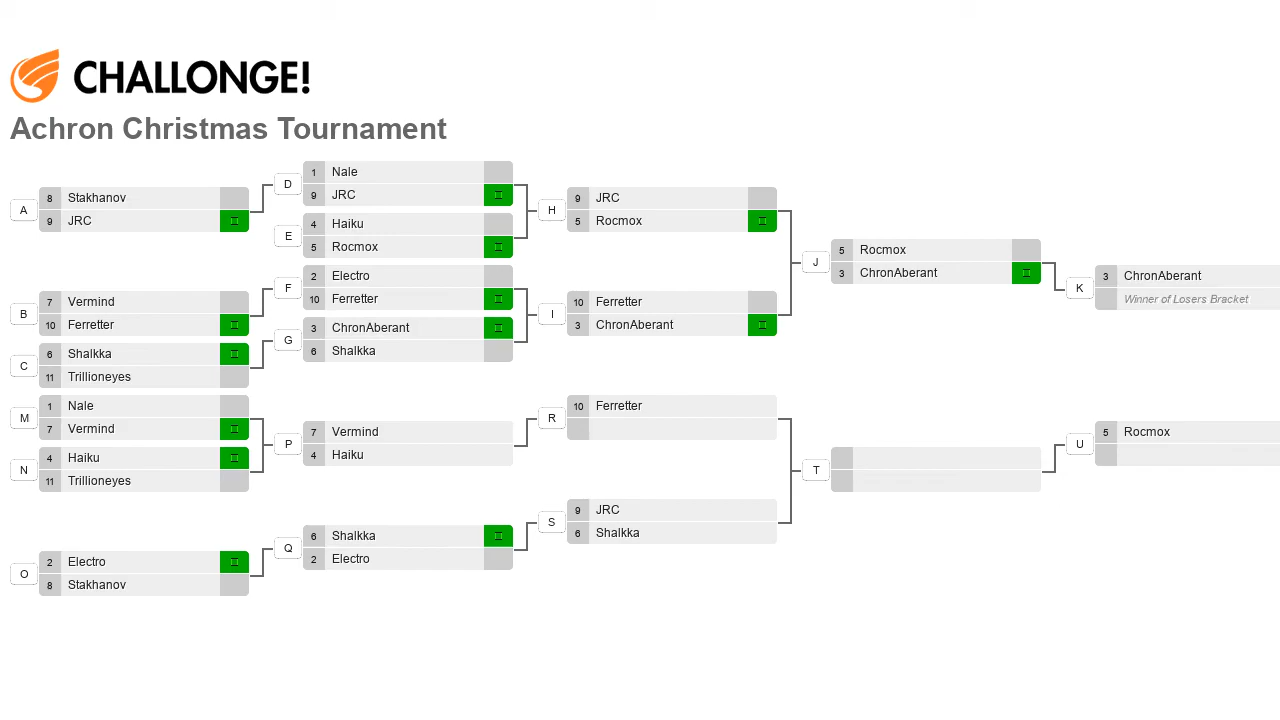 CHALLONGE!
Achron Christmas Tournament
A
8 Stakhanov
9 JRC
B
7 Vermind
10 Ferretter
C
6 Shalkka
11 Trillioneyes
D
1 Nale
9 JRC
E
4 Haiku
5 Rocmox
F
2 Electro
10 Ferretter
G
3 ChronAberant
6 Shalkka
H
9 JRC
5 Rocmox
I
10 Ferretter
3 ChronAberant
J
5 Rocmox
3 ChronAberant
K
3 ChronAberant
Winner of Losers Bracket
M
1 Nale
7 Vermind
N
4 Haiku
11 Trillioneyes
O
2 Electro
8 Stakhanov
P
7 Vermind
4 Haiku
Q
6 Shalkka
2 Electro
R
10 Ferretter
S
9 JRC
6 Shalkka
T
U
5 Rocmox